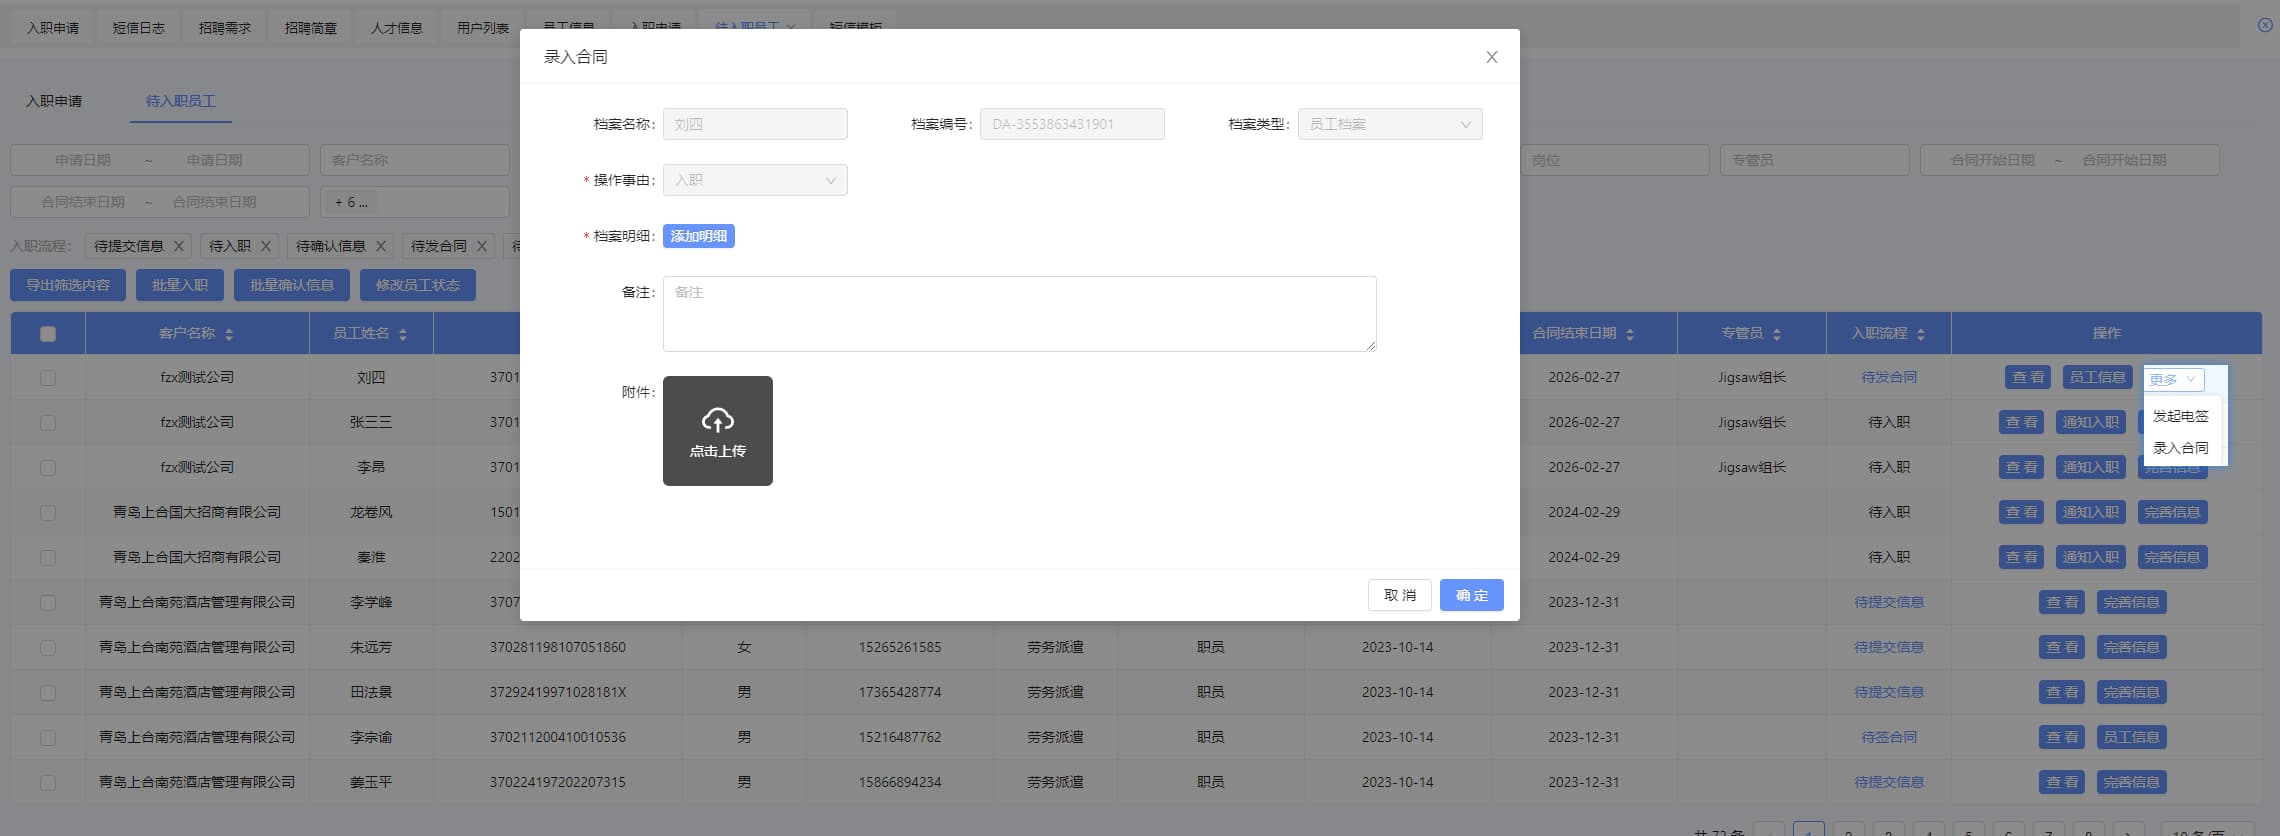 入职申请 短信日志 招聘需求 招聘简章 人才信息 用户列表 员工信息 入职申请 待入职员工 短信模板
录入合同
入职申请 待入职员工
档案名称: 刘四 档案编号: DA-3553863431901 档案类型: 员工档案
申请日期 ~ 申请日期 客户名称 岗位 专管员 合同开始日期 ~ 合同开始日期
* 操作事由: 入职
合同结束日期 ~ 合同结束日期 + 6 ...
* 档案明细: 添加明细
入职流程: 待提交信息 待入职 待确认信息 待发合同
导出筛选内容 批量入职 批量确认信息 修改员工状态
备注: 备注
客户名称 员工姓名 合同结束日期 专管员 入职流程 操作
fzx测试公司 刘四 3701 2026-02-27 Jigsaw组长 待发合同 查 看 员工信息 更多
附件: 点击上传
发起电签
录入合同
fzx测试公司 张三三 3701 2026-02-27 Jigsaw组长 待入职 查 看 通知入职
fzx测试公司 李昂 3701 2026-02-27 Jigsaw组长 待入职 查 看 通知入职 完善信息
青岛上合国大招商有限公司 龙卷风 1501 2024-02-29 待入职 查 看 通知入职 完善信息
青岛上合国大招商有限公司 秦淮 2202 2024-02-29 待入职 查 看 通知入职 完善信息
取 消 确 定
青岛上合南苑酒店管理有限公司 李学峰 3707 2023-12-31 待提交信息 查 看 完善信息
青岛上合南苑酒店管理有限公司 朱远芳 370281198107051860 女 15265261585 劳务派遣 职员 2023-10-14 2023-12-31 待提交信息 查 看 完善信息
青岛上合南苑酒店管理有限公司 田法景 37292419971028181X 男 17365428774 劳务派遣 职员 2023-10-14 2023-12-31 待提交信息 查 看 完善信息
青岛上合南苑酒店管理有限公司 李宗谕 370211200410010536 男 15216487762 劳务派遣 职员 2023-10-14 2023-12-31 待签合同 查 看 员工信息
青岛上合南苑酒店管理有限公司 姜玉平 370224197202207315 男 15866894234 劳务派遣 职员 2023-10-14 2023-12-31 待提交信息 查 看 完善信息
共 73 条 1 2 3 4 5 6 7 8 10 条/页